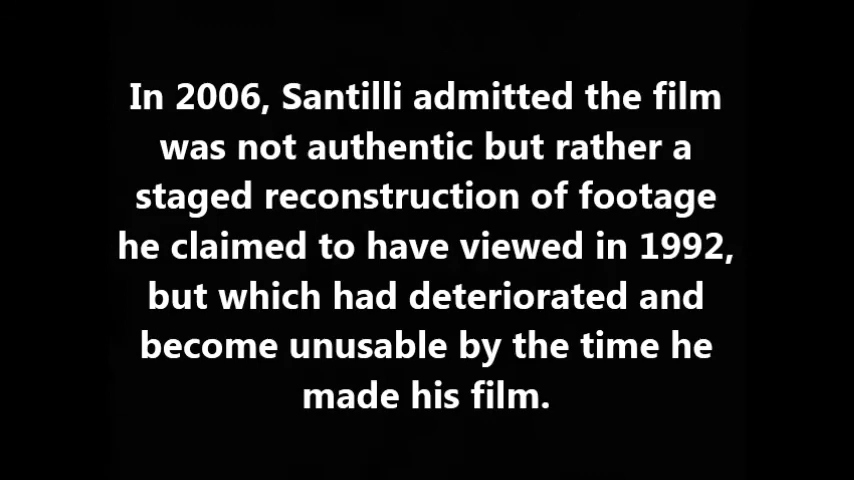 In 2006, Santilli admitted the film
was not authentic but rather a
staged reconstruction of footage
he claimed to have viewed in 1992,
but which had deteriorated and
become unusable by the time he
made his film.